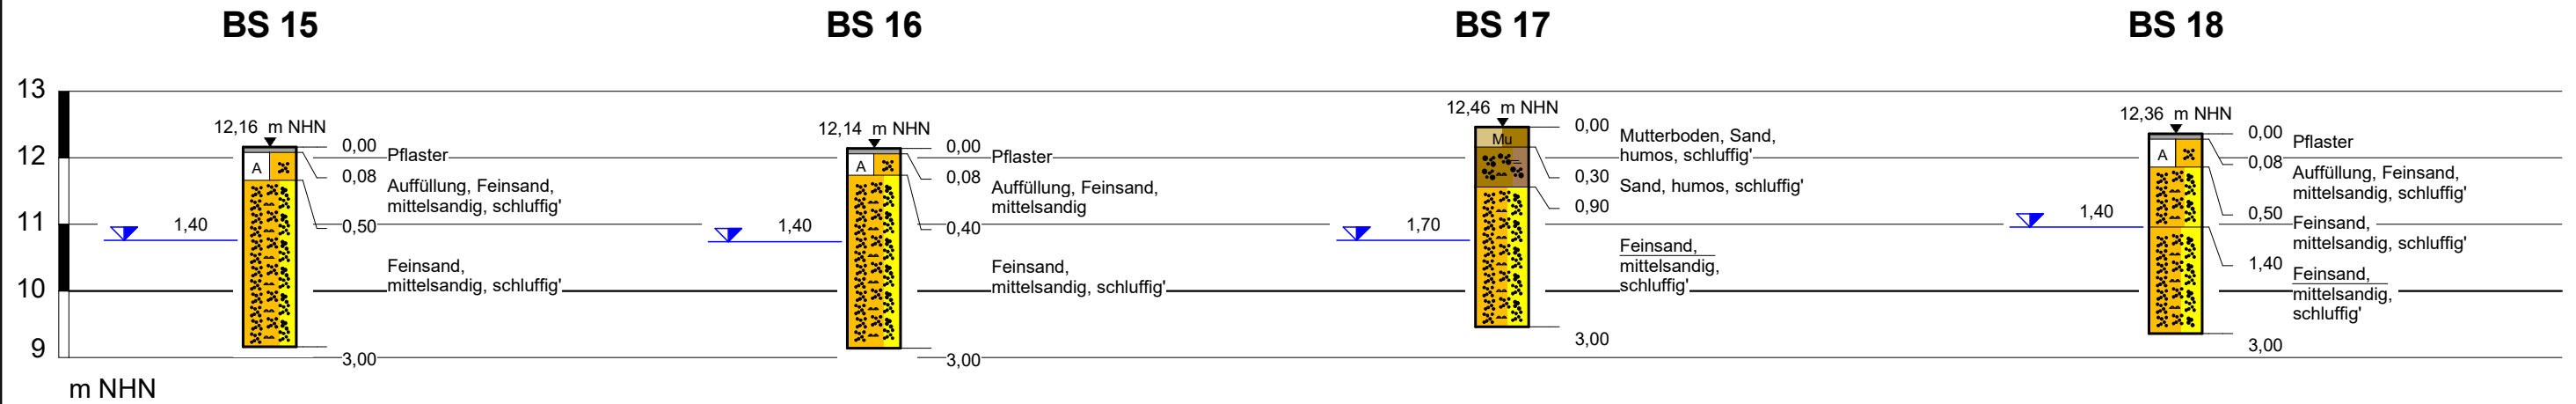 BS 15
BS 16
BS 17
BS 18
13
12
11
10
9
m NHN
12,16 m NHN
0,00
Pflaster
0,08
A
Auffüllung, Feinsand,
mittelsandig, schluffig'
0,50
1,40
Feinsand,
mittelsandig, schluffig'
3,00
12,14 m NHN
0,00
Pflaster
0,08
A
Auffüllung, Feinsand,
mittelsandig
0,40
1,40
Feinsand,
mittelsandig, schluffig'
3,00
12,46 m NHN
0,00
Mu
Mutterboden, Sand,
humos, schluffig'
0,30
Sand, humos, schluffig'
0,90
1,70
Feinsand,
mittelsandig,
schluffig'
3,00
12,36 m NHN
0,00
Pflaster
0,08
A
Auffüllung, Feinsand,
mittelsandig, schluffig'
0,50
Feinsand,
mittelsandig, schluffig'
1,40
1,40
Feinsand,
mittelsandig,
schluffig'
3,00